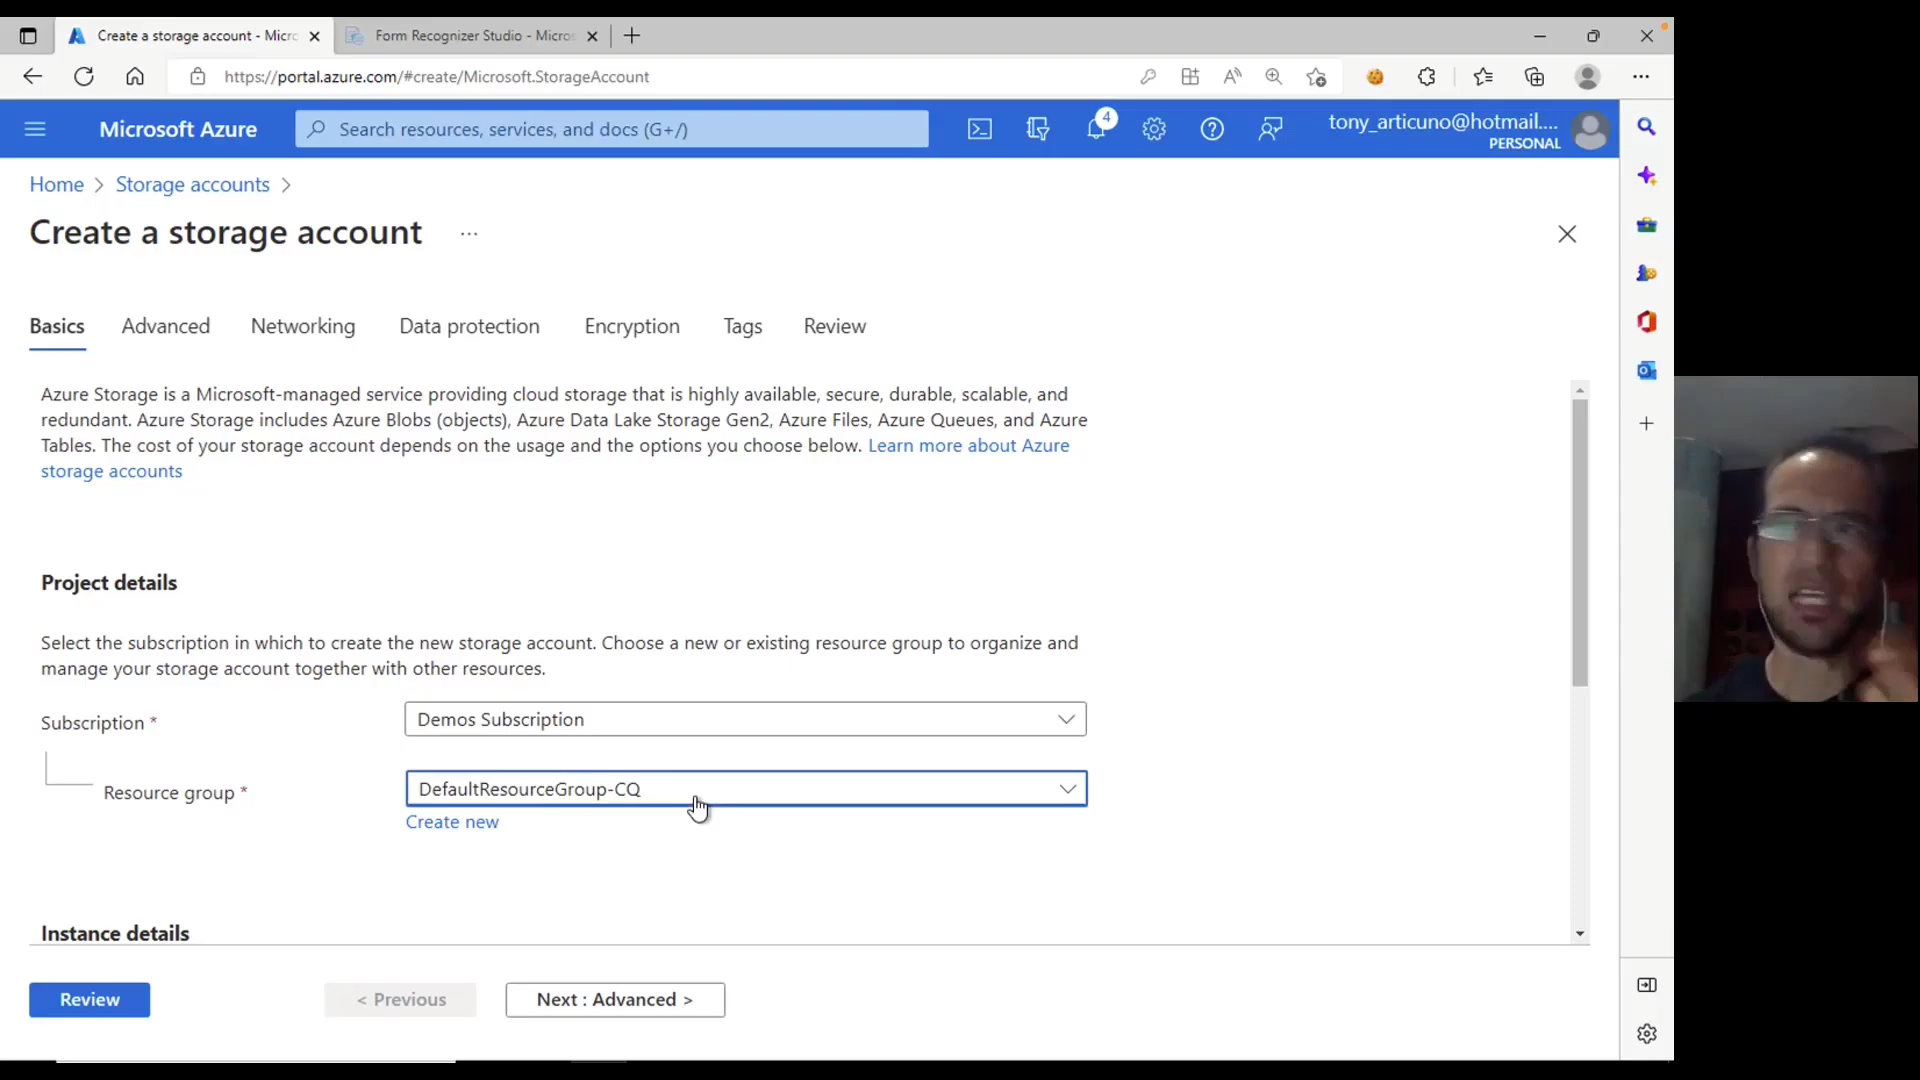 Create a storage account - Micro
Form Recognizer Studio - Micros
https://portal.azure.com/#create/Microsoft.StorageAccount
Microsoft Azure
Search resources, services, and docs (G+/)
4
tony_articuno@hotmail....
PERSONAL
Home > Storage accounts >
Create a storage account ...
Basics Advanced Networking Data protection Encryption Tags Review
Azure Storage is a Microsoft-managed service providing cloud storage that is highly available, secure, durable, scalable, and
redundant. Azure Storage includes Azure Blobs (objects), Azure Data Lake Storage Gen2, Azure Files, Azure Queues, and Azure
Tables. The cost of your storage account depends on the usage and the options you choose below. Learn more about Azure
storage accounts
Project details
Select the subscription in which to create the new storage account. Choose a new or existing resource group to organize and
manage your storage account together with other resources.
Subscription *
Demos Subscription
Resource group *
DefaultResourceGroup-CQ
Create new
Instance details
Review
< Previous
Next : Advanced >